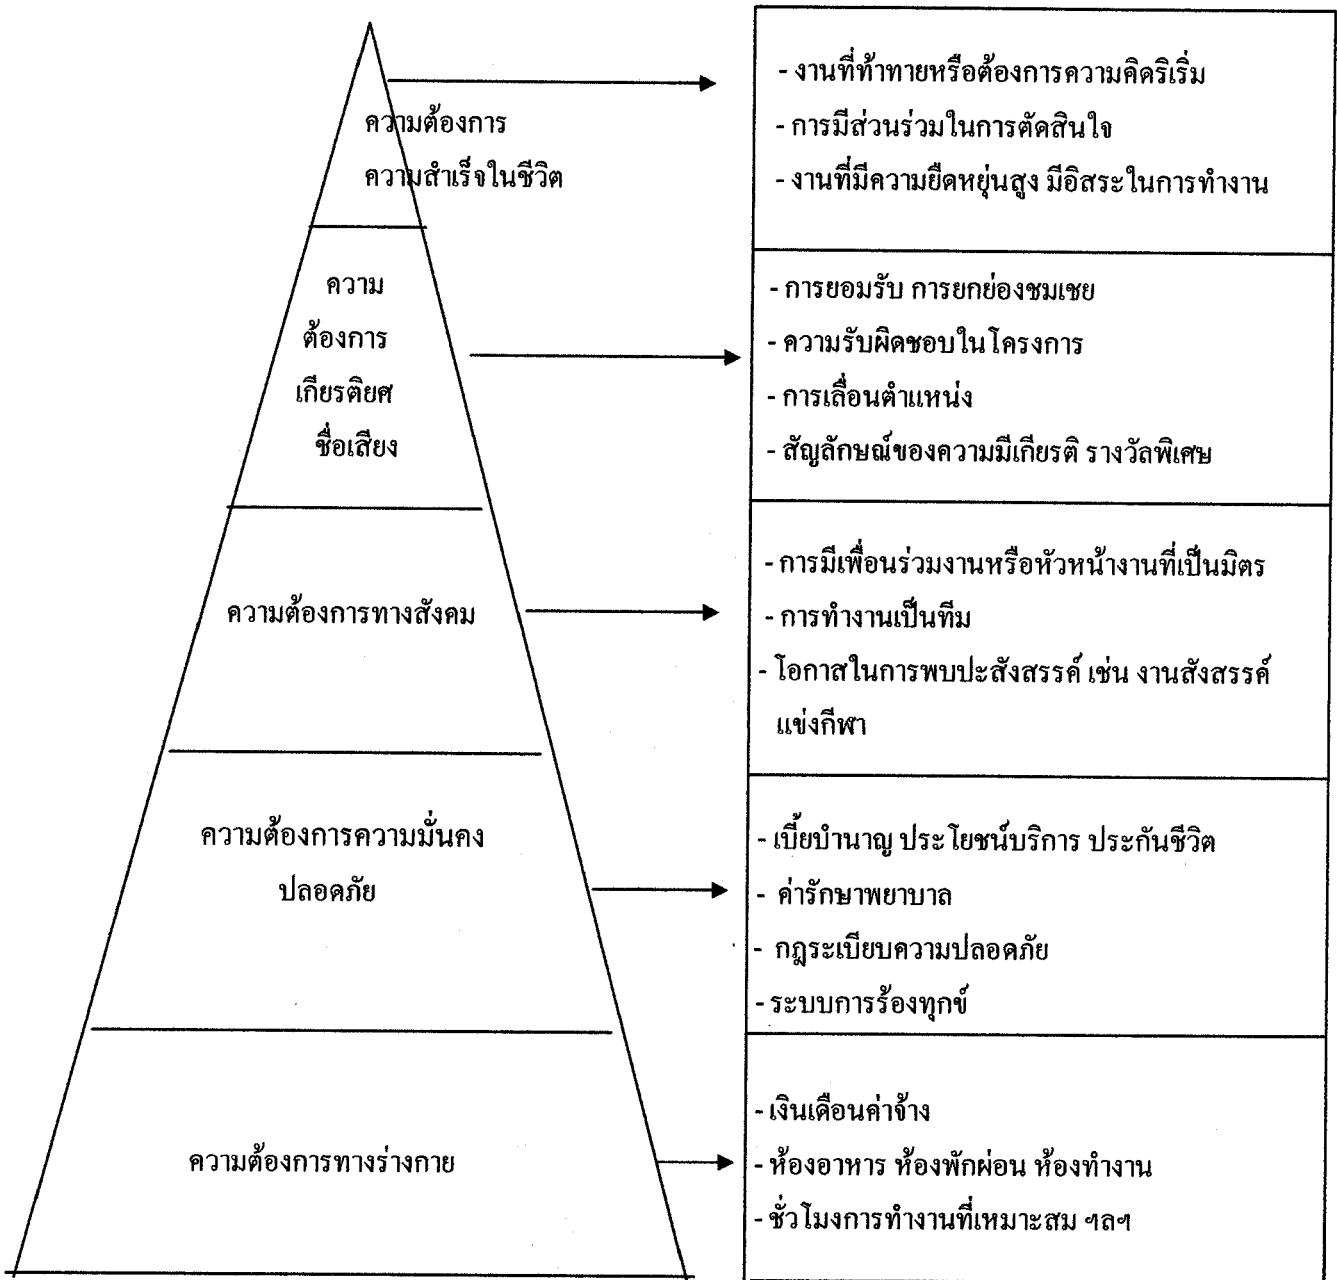 ความต้องการ
ความสำเร็จในชีวิต
- งานที่ท้าทายหรือต้องการความคิดริเริ่ม
- การมีส่วนร่วมในการตัดสินใจ
- งานที่มีความยืดหยุ่นสูง มีอิสระในการทำงาน
ความ
ต้องการ
เกียรติยศ
ชื่อเสียง
- การยอมรับ การยกย่องชมเชย
- ความรับผิดชอบในโครงการ
- การเลื่อนตำแหน่ง
- สัญลักษณ์ของความมีเกียรติ รางวัลพิเศษ
ความต้องการทางสังคม
- การมีเพื่อนร่วมงานหรือหัวหน้างานที่เป็นมิตร
- การทำงานเป็นทีม
- โอกาสในการพบปะสังสรรค์ เช่น งานสังสรรค์
แข่งกีฬา
ความต้องการความมั่นคง
ปลอดภัย
- เบี้ยบำนาญ ประโยชน์บริการ ประกันชีวิต
- ค่ารักษาพยาบาล
- กฎระเบียบความปลอดภัย
- ระบบการร้องทุกข์
ความต้องการทางร่างกาย
- เงินเดือนค่าจ้าง
- ห้องอาหาร ห้องพักผ่อน ห้องทำงาน
- ชั่วโมงการทำงานที่เหมาะสม ฯลฯ